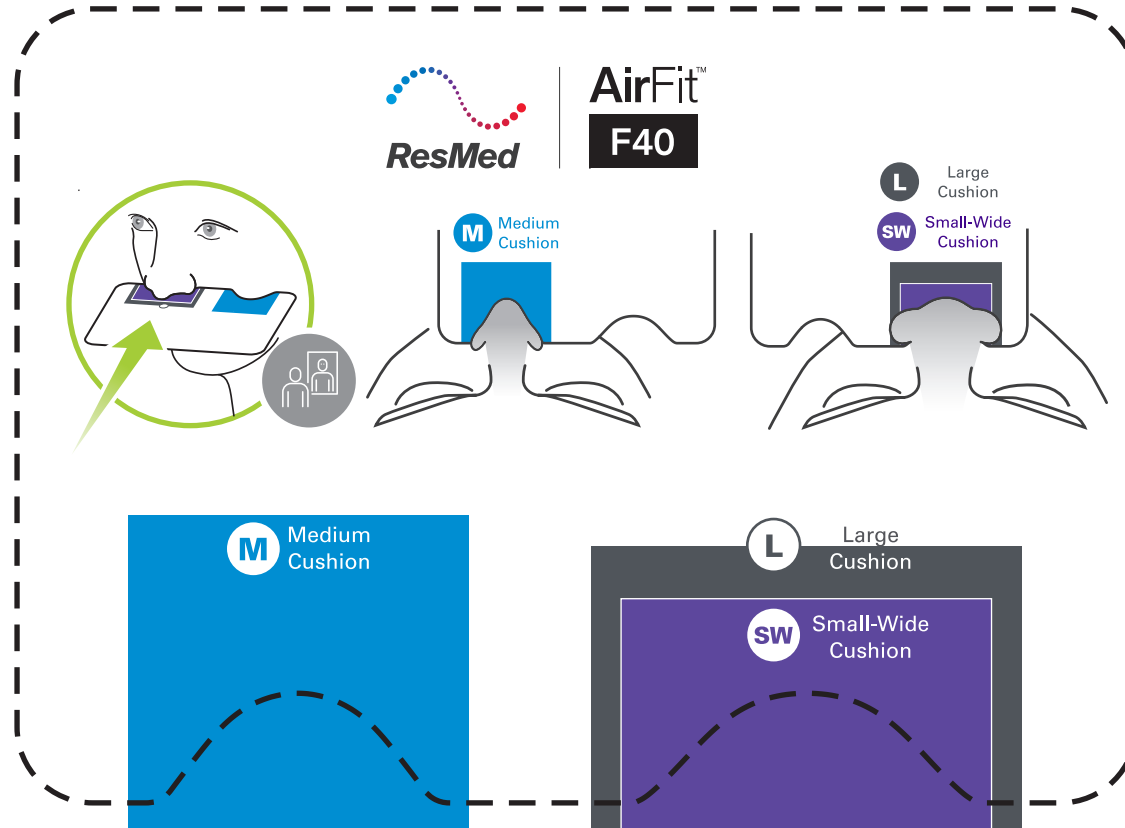 ResMed
AirFit™
F40
L
Large
Cushion
M
Medium
Cushion
SW
Small-Wide
Cushion
M
Medium
Cushion
L
Large
Cushion
SW
Small-Wide
Cushion